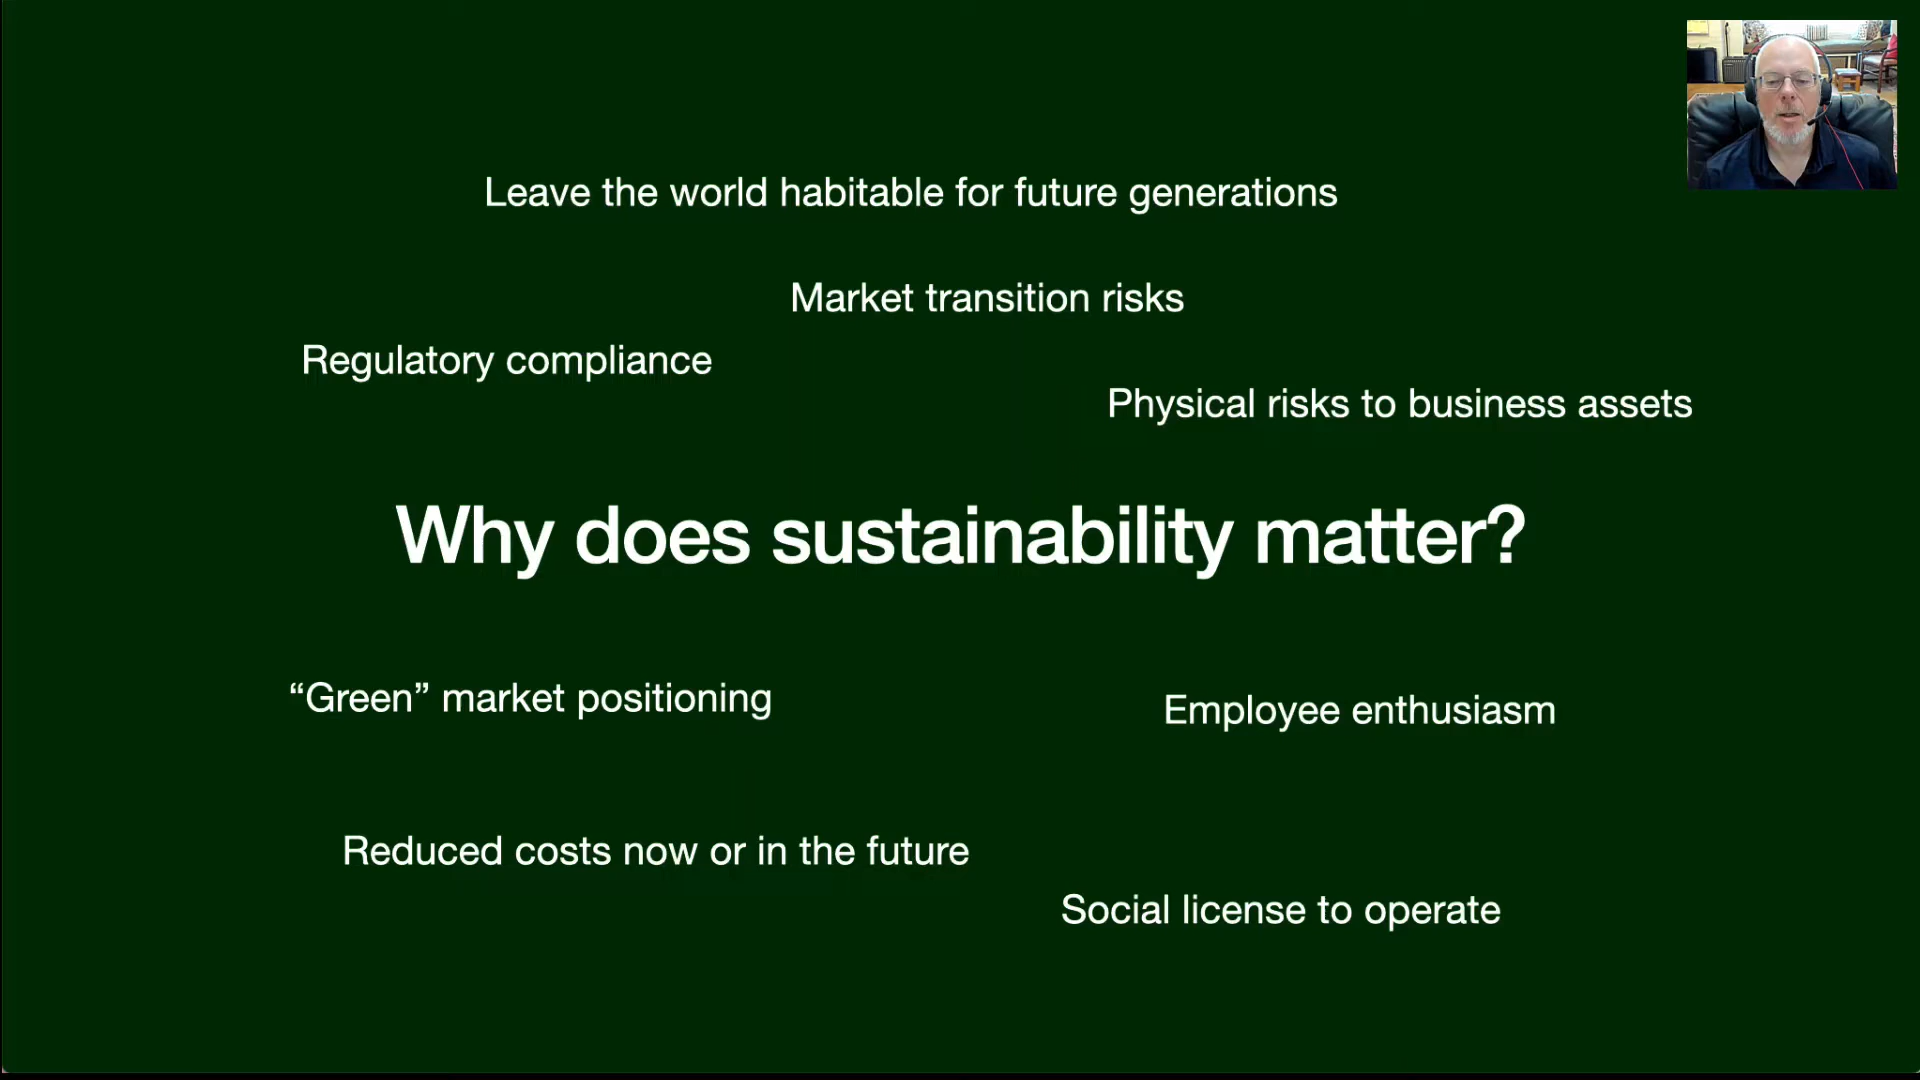 Leave the world habitable for future generations
Market transition risks
Regulatory compliance
Physical risks to business assets
Why does sustainability matter?
“Green” market positioning
Employee enthusiasm
Reduced costs now or in the future
Social license to operate